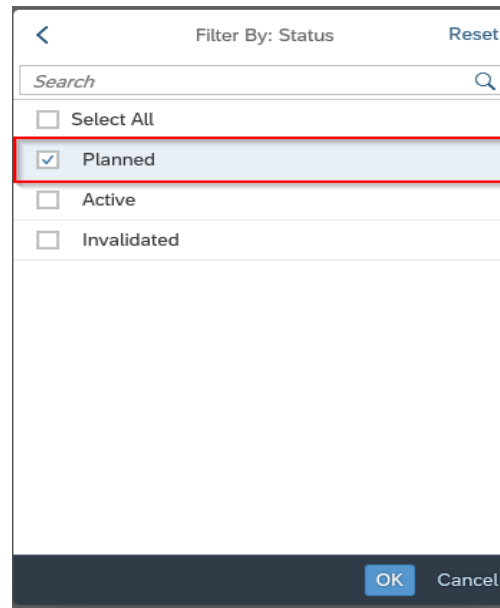 Filter By: Status Reset
Search
Select All
Planned
Active
Invalidated
OK Cancel